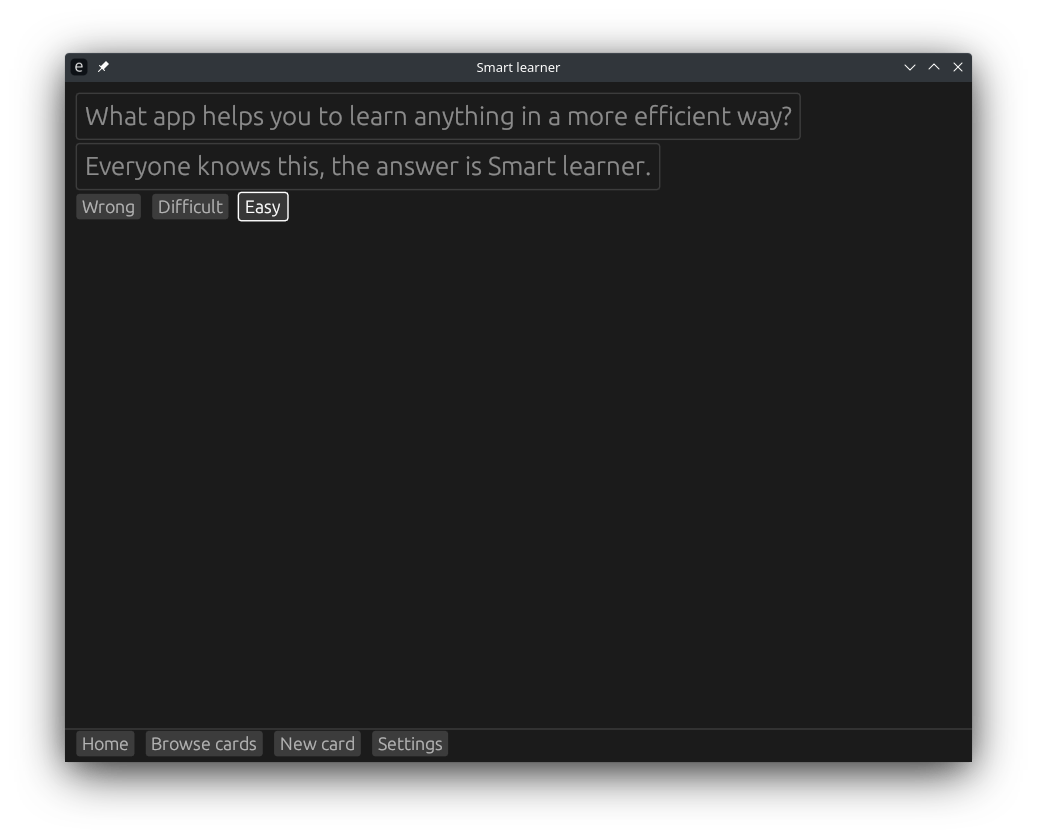 e
Smart learner
What app helps you to learn anything in a more efficient way?
Everyone knows this, the answer is Smart learner.
Wrong Difficult Easy
Home Browse cards New card Settings